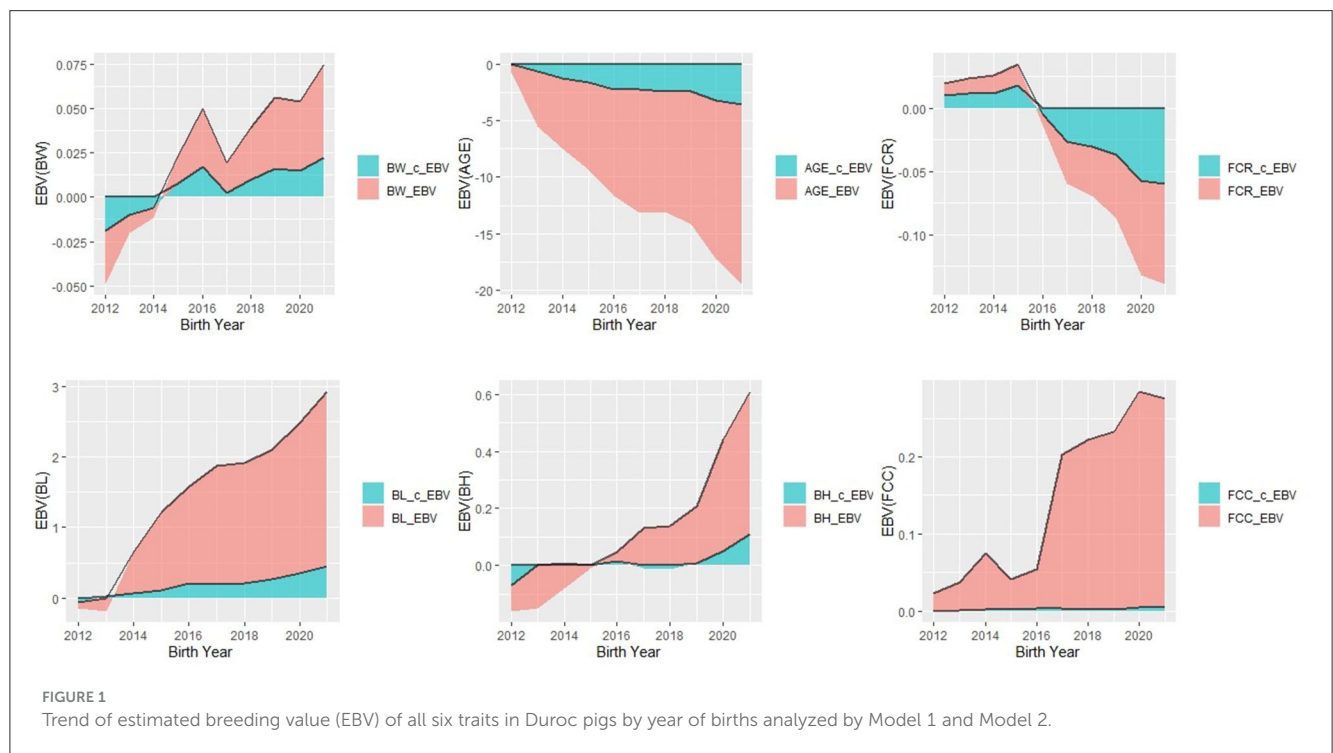 0.075
0.050
0.025
0.000
-0.025
-0.050
EBV(BW)
2012 2014 2016 2018 2020
Birth Year
BW_c_EBV
BW_EBV
0
-5
-10
-15
-20
EBV(AGE)
2012 2014 2016 2018 2020
Birth Year
AGE_c_EBV
AGE_EBV
0.00
-0.05
-0.10
EBV(FCR)
2012 2014 2016 2018 2020
Birth Year
FCR_c_EBV
FCR_EBV
3
2
1
0
EBV(BL)
2012 2014 2016 2018 2020
Birth Year
BL_c_EBV
BL_EBV
0.6
0.4
0.2
0.0
EBV(BH)
2012 2014 2016 2018 2020
Birth Year
BH_c_EBV
BH_EBV
0.2
0.1
0.0
EBV(FCC)
2012 2014 2016 2018 2020
Birth Year
FCC_c_EBV
FCC_EBV
FIGURE 1
Trend of estimated breeding value (EBV) of all six traits in Duroc pigs by year of births analyzed by Model 1 and Model 2.